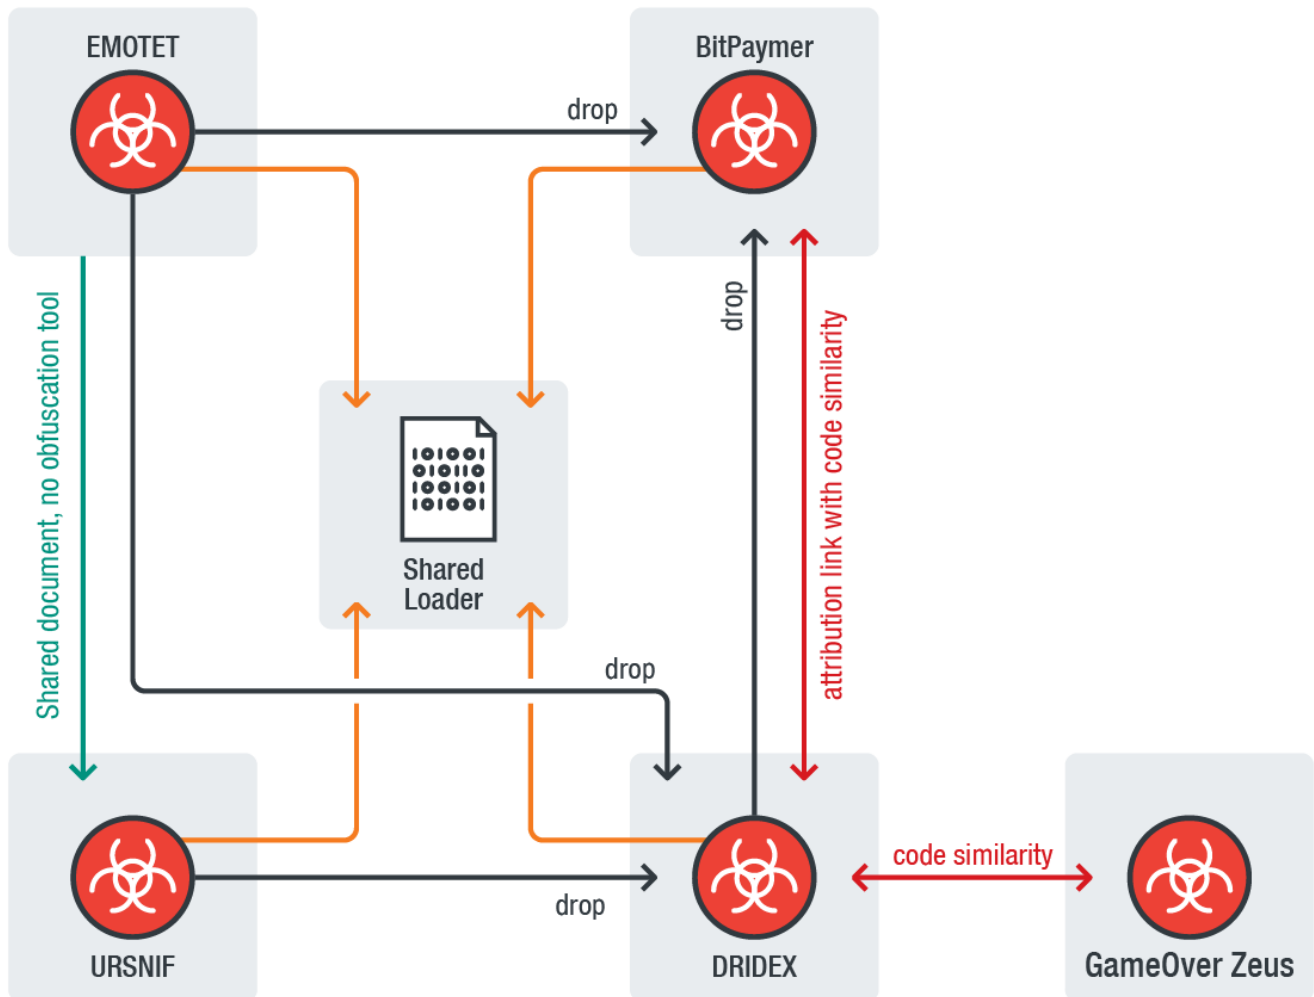 EMOTET
BitPaymer
drop
drop
Shared document, no obfuscation tool
attribution link with code similarity
Shared
Loader
drop
code similarity
drop
URSNIF
DRIDEX
GameOver Zeus